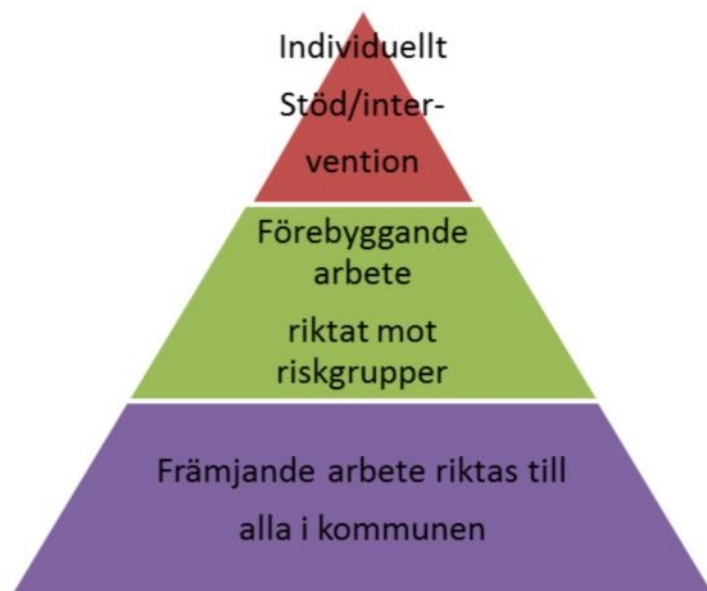 Individuellt
Stöd/inter-
vention
Förebyggande
arbete
riktat mot
riskgrupper
Främjande arbete riktas till
alla i kommunen